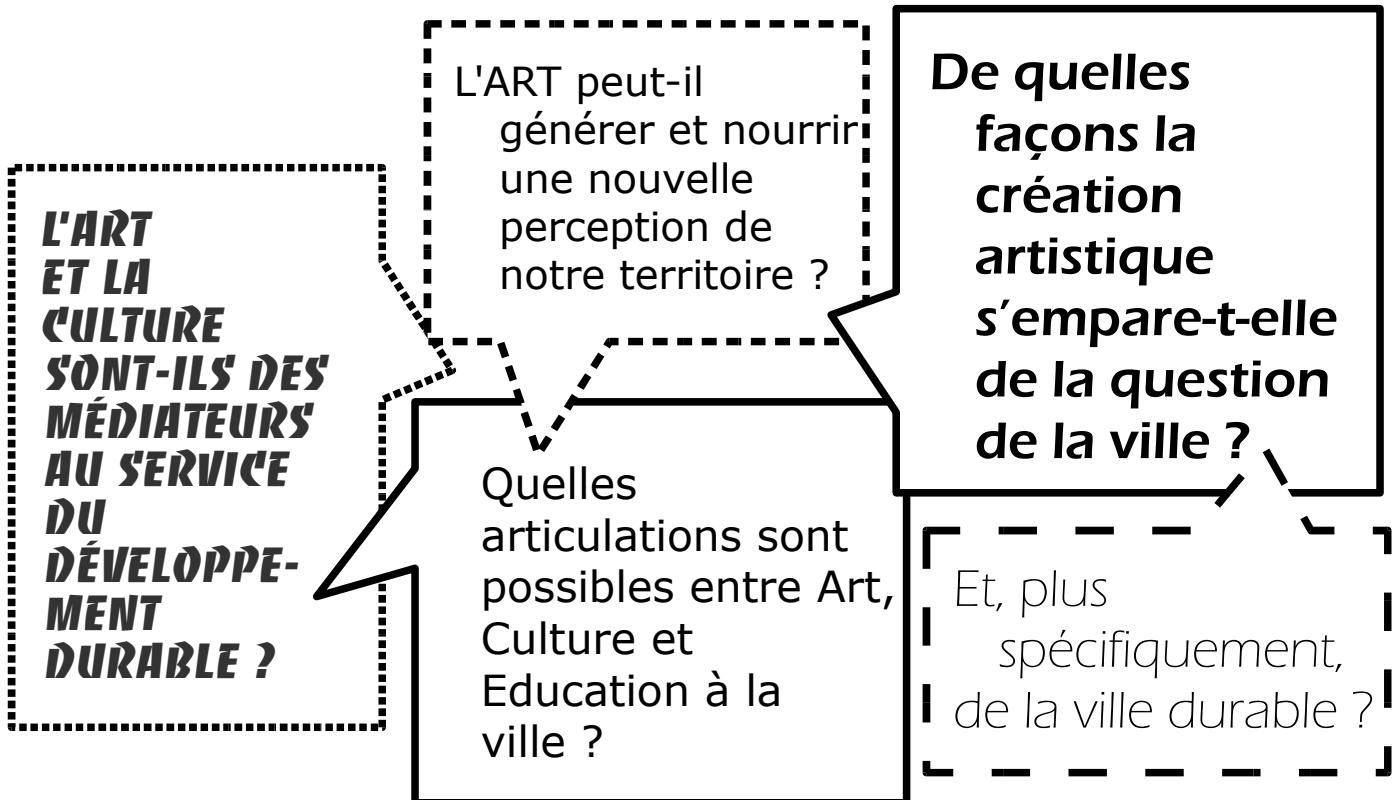 L'ART
ET LA
CULTURE
SONT-ILS DES
MÉDIATEURS
AU SERVICE
DU
DÉVELOPPE-
MENT
DURABLE ?
L'ART peut-il
générer et nourrir
une nouvelle
perception de
notre territoire ?
Quelles
articulations sont
possibles entre Art,
Culture et
Education à la
ville ?
De quelles
façons la
création
artistique
s’empare-t-elle
de la question
de la ville ?
Et, plus
spécifiquement,
de la ville durable ?